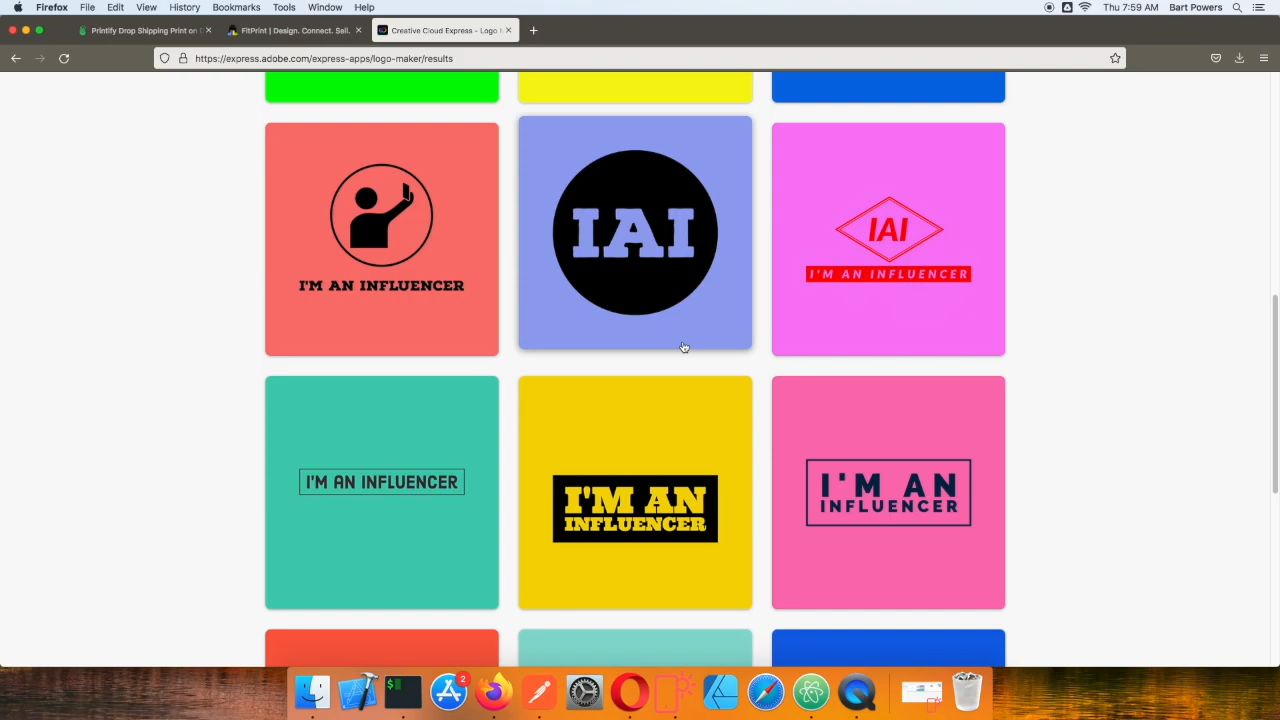 Firefox File Edit View History Bookmarks Tools Window Help Thu 7:59 AM Bart Powers
Printify Drop Shipping Print on
FitPrint | Design. Connect. Sell.
Creative Cloud Express - Logo
https://express.adobe.com/express-apps/logo-maker/results
I'M AN INFLUENCER
IAI
IAI
I'M AN INFLUENCER
I'M AN INFLUENCER
I'M AN
INFLUENCER
I'M AN
INFLUENCER
$
2